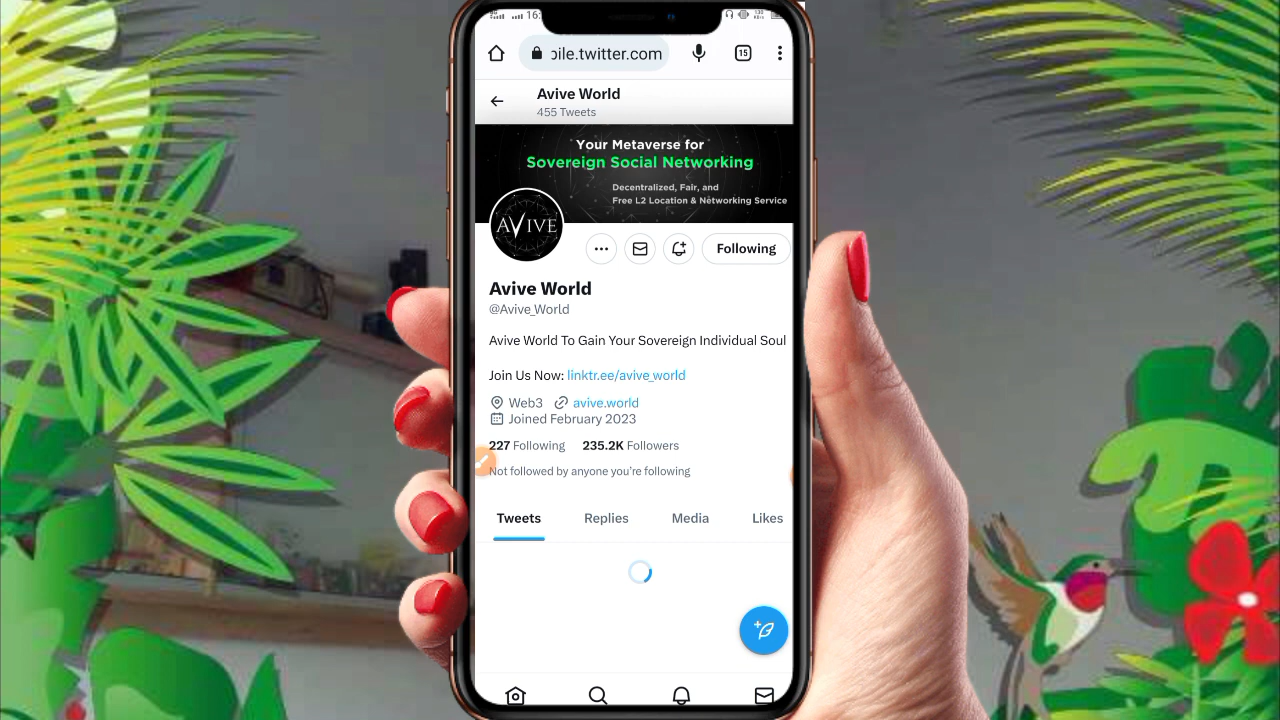 16:
ɔile.twitter.com
15
Avive World
455 Tweets
Your Metaverse for
Sovereign Social Networking
Decentralized, Fair, and
Free L2 Location & Networking Service
AVIVE
Following
Avive World
@Avive_World
Avive World To Gain Your Sovereign Individual Soul
Join Us Now: linktr.ee/avive_world
Web3 avive.world
Joined February 2023
227 Following 235.2K Followers
Not followed by anyone you're following
Tweets Replies Media Likes